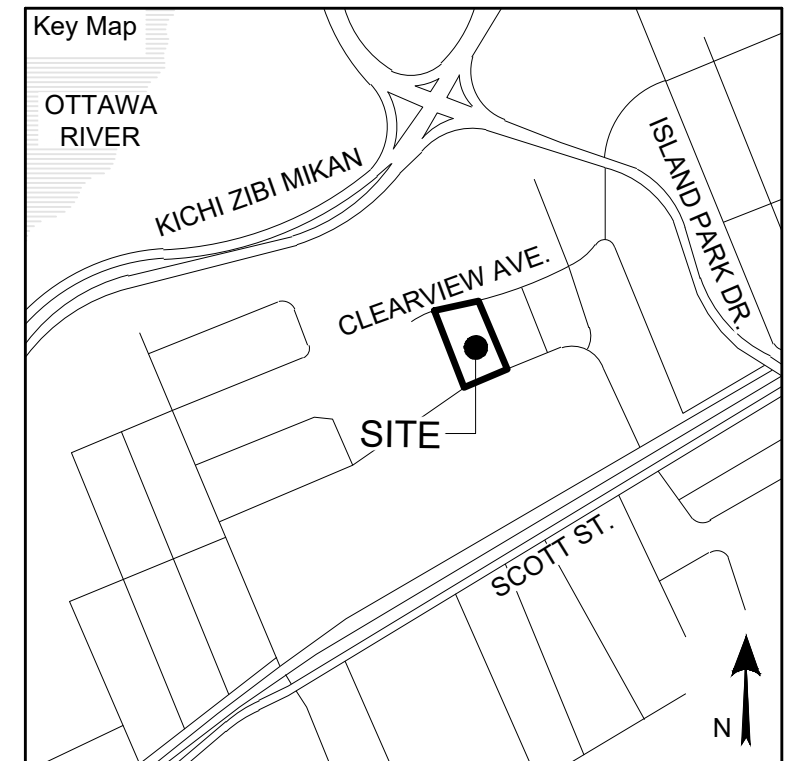 Key Map
OTTAWA
RIVER
KICHI ZIBI MIKAN
ISLAND PARK DR.
CLEARVIEW AVE.
SITE
SCOTT ST.
N